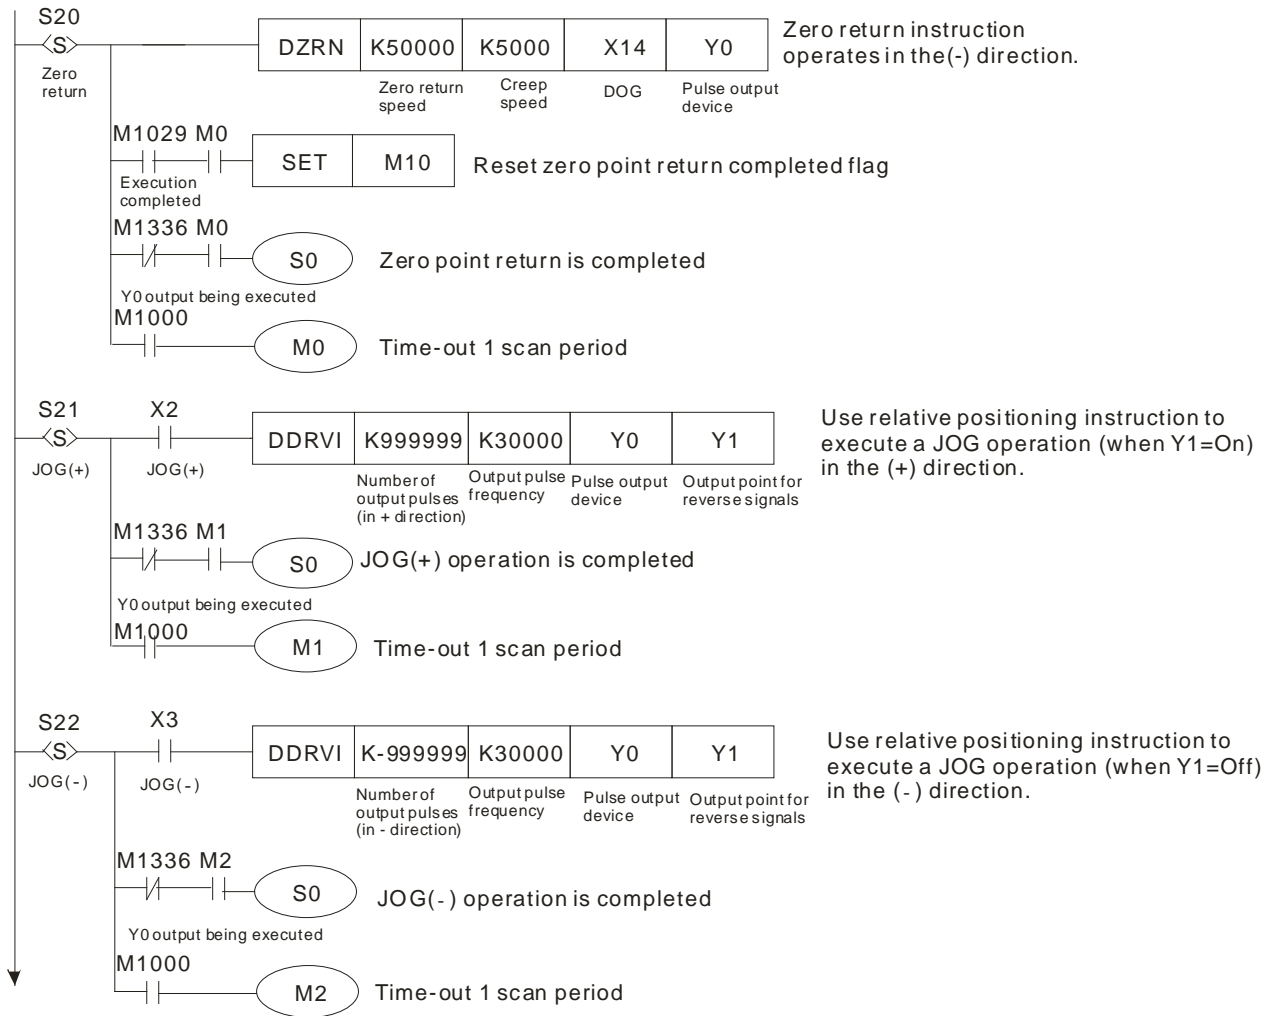 S20
S
Zero
return
DZRN K50000 K5000 X14 Y0
Zero return
speed
Creep
speed
DOG
Pulse output
device
Zero return instruction
operates in the(-) direction.
M1029 M0
Execution
completed
SET M10
Reset zero point return completed flag
M1336 M0
S0
Zero point return is completed
Y0 output being executed
M1000
M0
Time-out 1 scan period
S21
S
JOG(+)
X2
JOG(+)
DDRVI K999999 K30000 Y0 Y1
Number of
output pulses
(in + direction)
Output pulse
frequency
Pulse output
device
Output point for
reverse signals
Use relative positioning instruction to
execute a JOG operation (when Y1=On)
in the (+) direction.
M1336 M1
S0
JOG(+) operation is completed
Y0 output being executed
M1000
M1
Time-out 1 scan period
S22
S
JOG(-)
X3
JOG(-)
DDRVI K-999999 K30000 Y0 Y1
Number of
output pulses
(in - direction)
Output pulse
frequency
Pulse output
device
Output point for
reverse signals
Use relative positioning instruction to
execute a JOG operation (when Y1=Off)
in the (-) direction.
M1336 M2
S0
JOG(-) operation is completed
Y0 output being executed
M1000
M2
Time-out 1 scan period